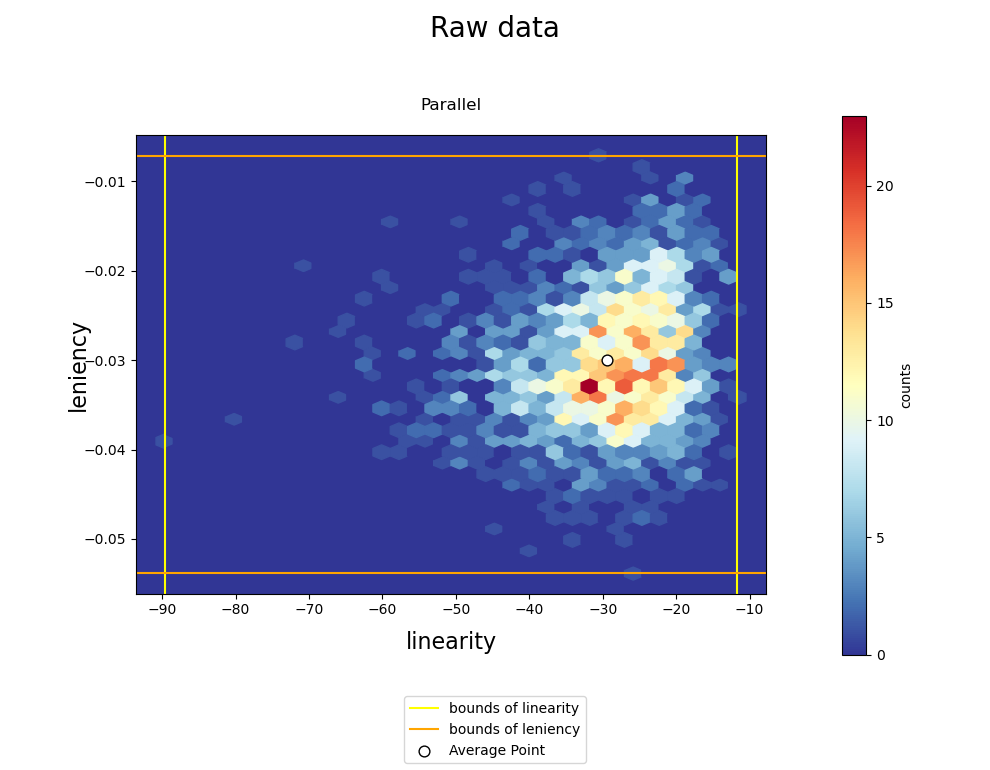 Raw data
Parallel
−0.01
−0.02
−0.03
−0.04
−0.05
leniency
−90
−80
−70
−60
−50
−40
−30
−20
−10
linearity
20
15
10
5
0
counts
bounds of linearity
bounds of leniency
Average Point